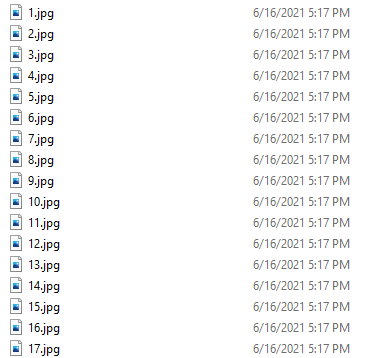 1.jpg 6/16/2021 5:17 PM
2.jpg 6/16/2021 5:17 PM
3.jpg 6/16/2021 5:17 PM
4.jpg 6/16/2021 5:17 PM
5.jpg 6/16/2021 5:17 PM
6.jpg 6/16/2021 5:17 PM
7.jpg 6/16/2021 5:17 PM
8.jpg 6/16/2021 5:17 PM
9.jpg 6/16/2021 5:17 PM
10.jpg 6/16/2021 5:17 PM
11.jpg 6/16/2021 5:17 PM
12.jpg 6/16/2021 5:17 PM
13.jpg 6/16/2021 5:17 PM
14.jpg 6/16/2021 5:17 PM
15.jpg 6/16/2021 5:17 PM
16.jpg 6/16/2021 5:17 PM
17.jpg 6/16/2021 5:17 PM